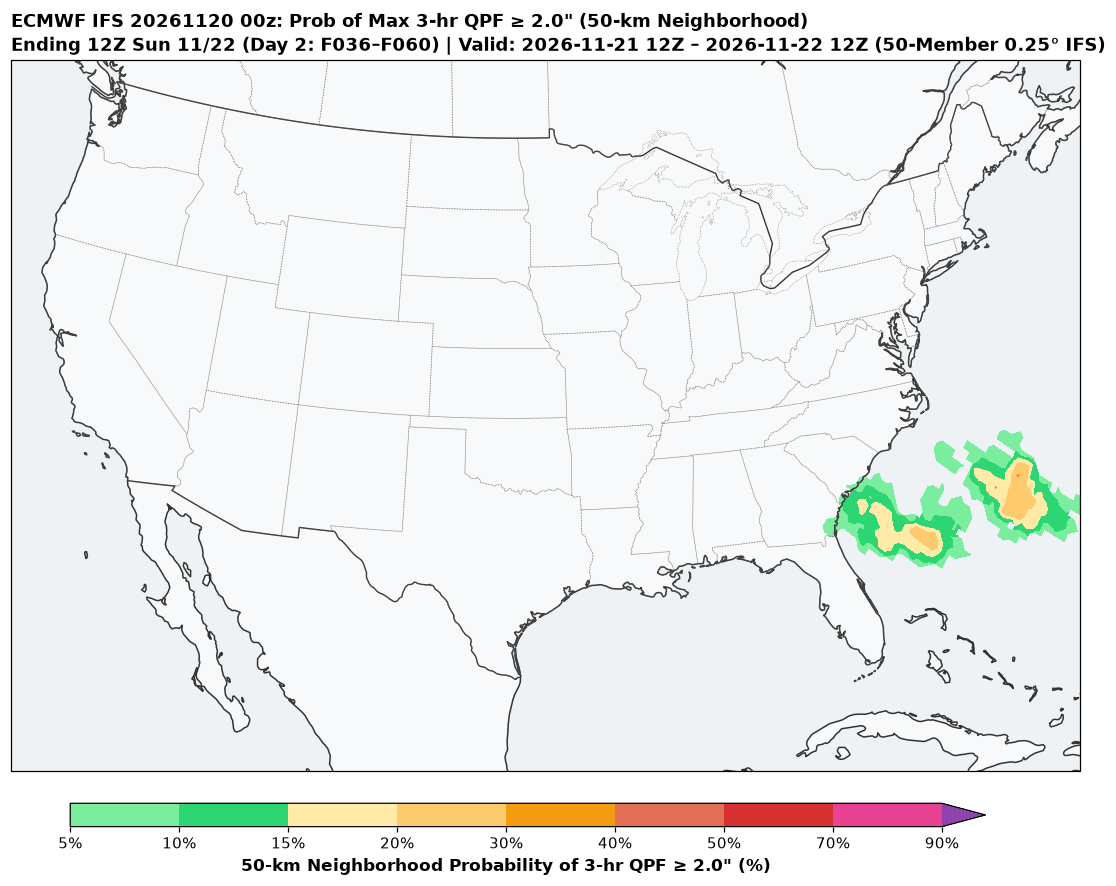 ECMWF IFS 20261120 00z: Prob of Max 3-hr QPF ≥ 2.0" (50-km Neighborhood)
Ending 12Z Sun 11/22 (Day 2: F036–F060) | Valid: 2026-11-21 12Z – 2026-11-22 12Z (50-Member 0.25° IFS)
5% 10% 15% 20% 30% 40% 50% 70% 90%
50-km Neighborhood Probability of 3-hr QPF ≥ 2.0" (%)